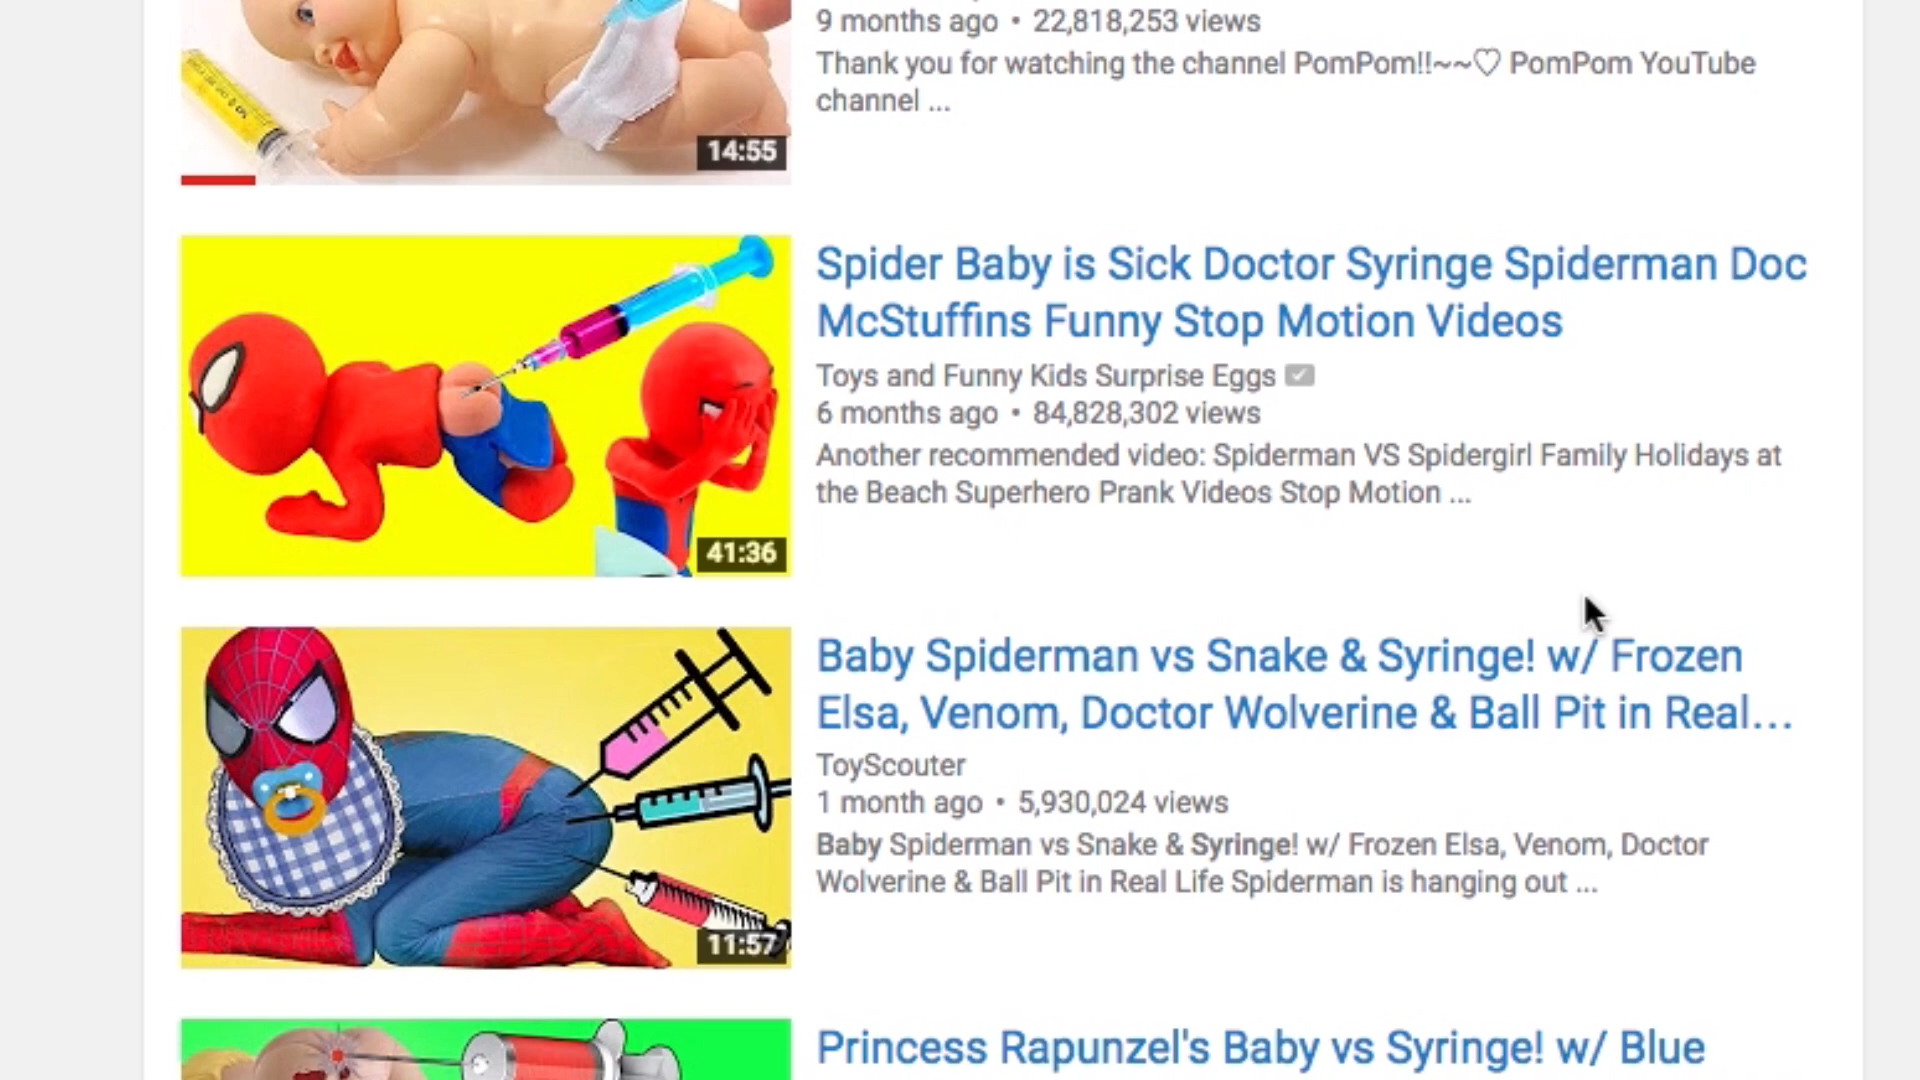 9 months ago • 22,818,253 views
Thank you for watching the channel PomPom!!~~♡ PomPom YouTube
channel ...
14:55
Spider Baby is Sick Doctor Syringe Spiderman Doc
McStuffins Funny Stop Motion Videos
Toys and Funny Kids Surprise Eggs
6 months ago • 84,828,302 views
Another recommended video: Spiderman VS Spidergirl Family Holidays at
the Beach Superhero Prank Videos Stop Motion ...
41:36
Baby Spiderman vs Snake & Syringe! w/ Frozen
Elsa, Venom, Doctor Wolverine & Ball Pit in Real...
ToyScouter
1 month ago • 5,930,024 views
Baby Spiderman vs Snake & Syringe! w/ Frozen Elsa, Venom, Doctor
Wolverine & Ball Pit in Real Life Spiderman is hanging out ...
11:57
Princess Rapunzel's Baby vs Syringe! w/ Blue